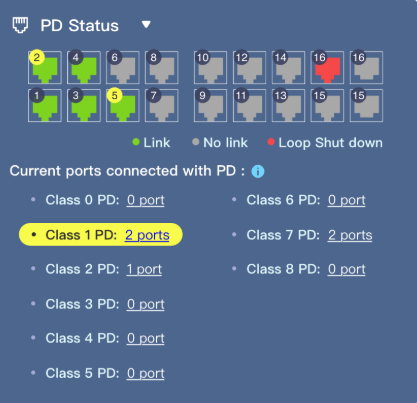 PD Status
2 4 6 8 10 12 14 16 16
1 3 5 7 9 11 13 15 15
Link No link Loop Shut down
Current ports connected with PD :
Class 0 PD: 0 port Class 6 PD: 0 port
Class 1 PD: 2 ports Class 7 PD: 2 ports
Class 2 PD: 1 port Class 8 PD: 0 port
Class 3 PD: 0 port
Class 4 PD: 0 port
Class 5 PD: 0 port